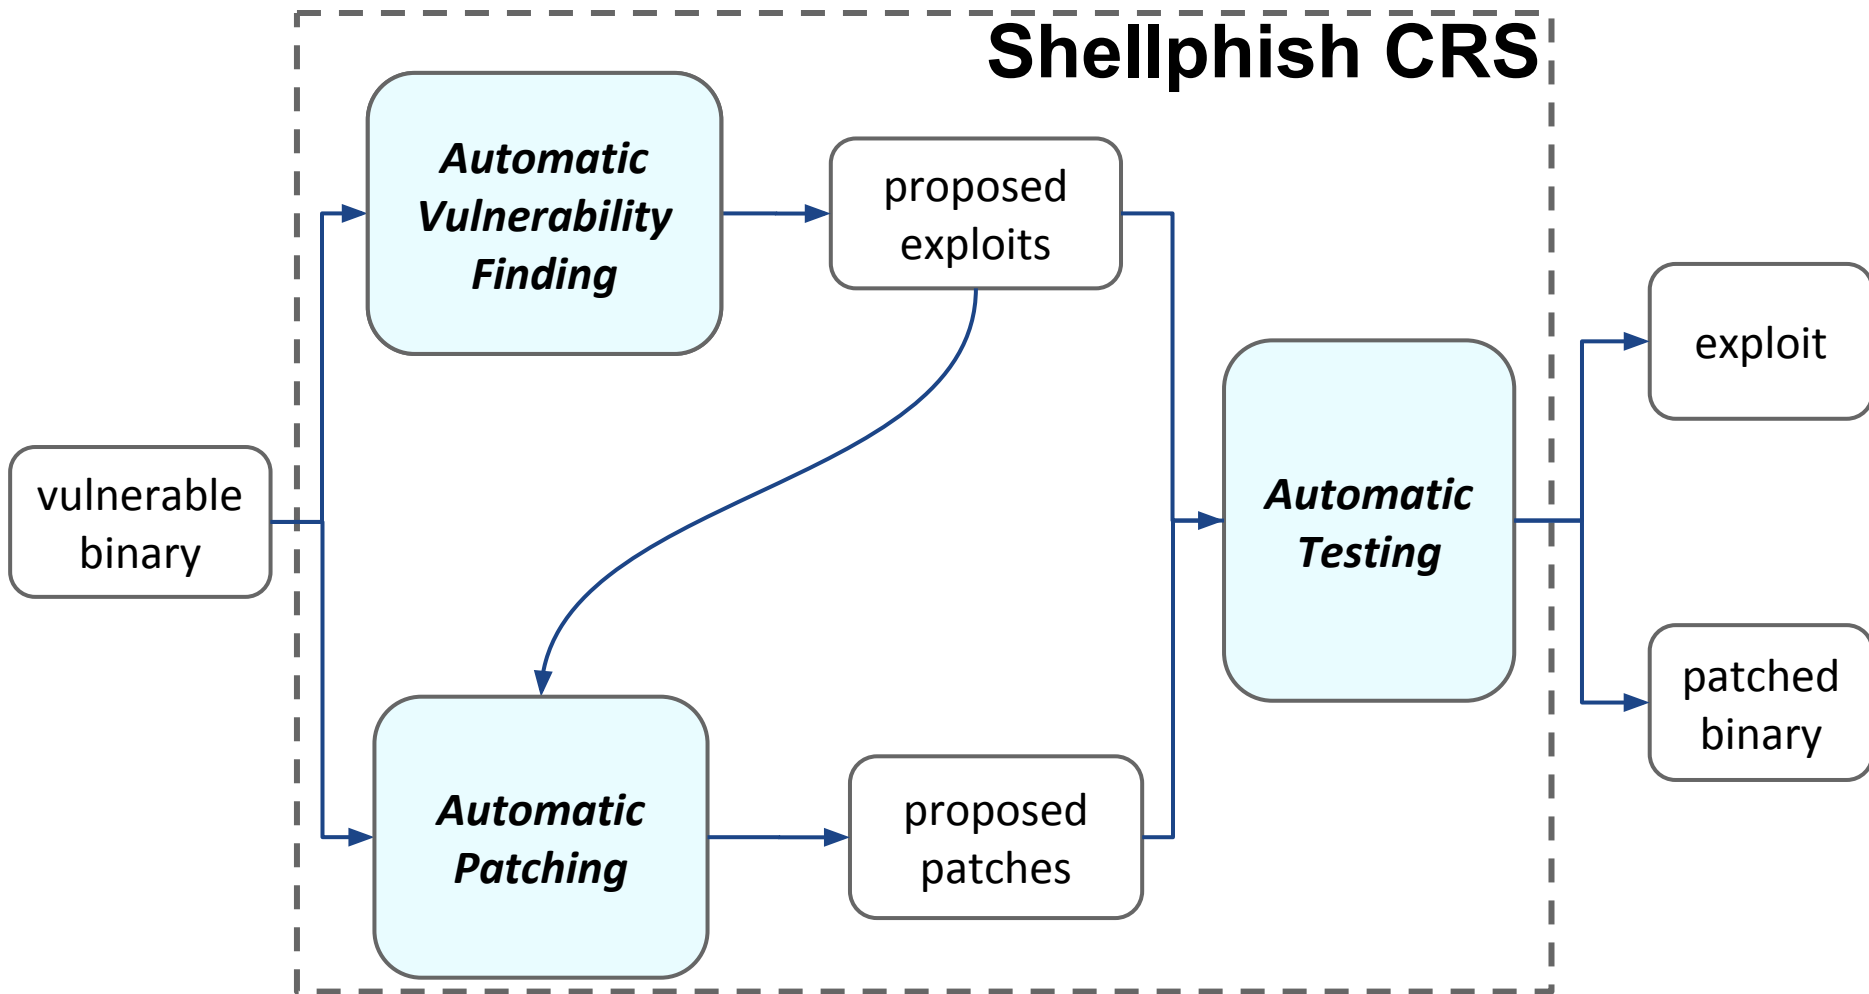 Shellphish CRS
Automatic
Vulnerability
Finding
proposed
exploits
vulnerable
binary
Automatic
Testing
exploit
patched
binary
Automatic
Patching
proposed
patches